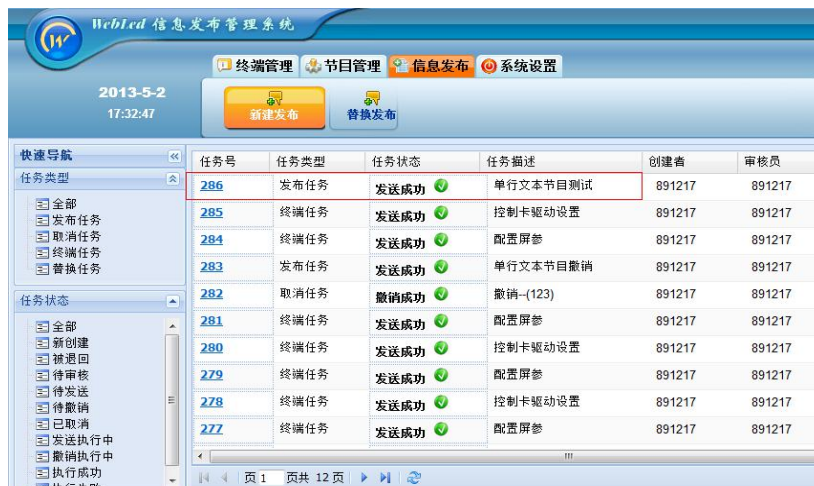 WebLed 信息发布管理系统
终端管理 节目管理 信息发布 系统设置
2013-5-2
17:32:47
新建发布 替换发布
快速导航
任务类型
全部
发布任务
取消任务
终端任务
替换任务
任务状态
全部
新创建
被退回
待审核
待发送
待撤销
已取消
发送执行中
撤销执行中
执行成功
任务号 任务类型 任务状态 任务描述 创建者 审核员
286 发布任务 发送成功 单行文本节目测试 891217 891217
285 终端任务 发送成功 控制卡驱动设置 891217 891217
284 终端任务 发送成功 配置屏参 891217 891217
283 发布任务 发送成功 单行文本节目撤销 891217 891217
282 取消任务 撤销成功 撤销--(123) 891217 891217
281 终端任务 发送成功 配置屏参 891217 891217
280 终端任务 发送成功 控制卡驱动设置 891217 891217
279 终端任务 发送成功 配置屏参 891217 891217
278 终端任务 发送成功 控制卡驱动设置 891217 891217
277 终端任务 发送成功 配置屏参 891217 891217
页 1 页共 12 页